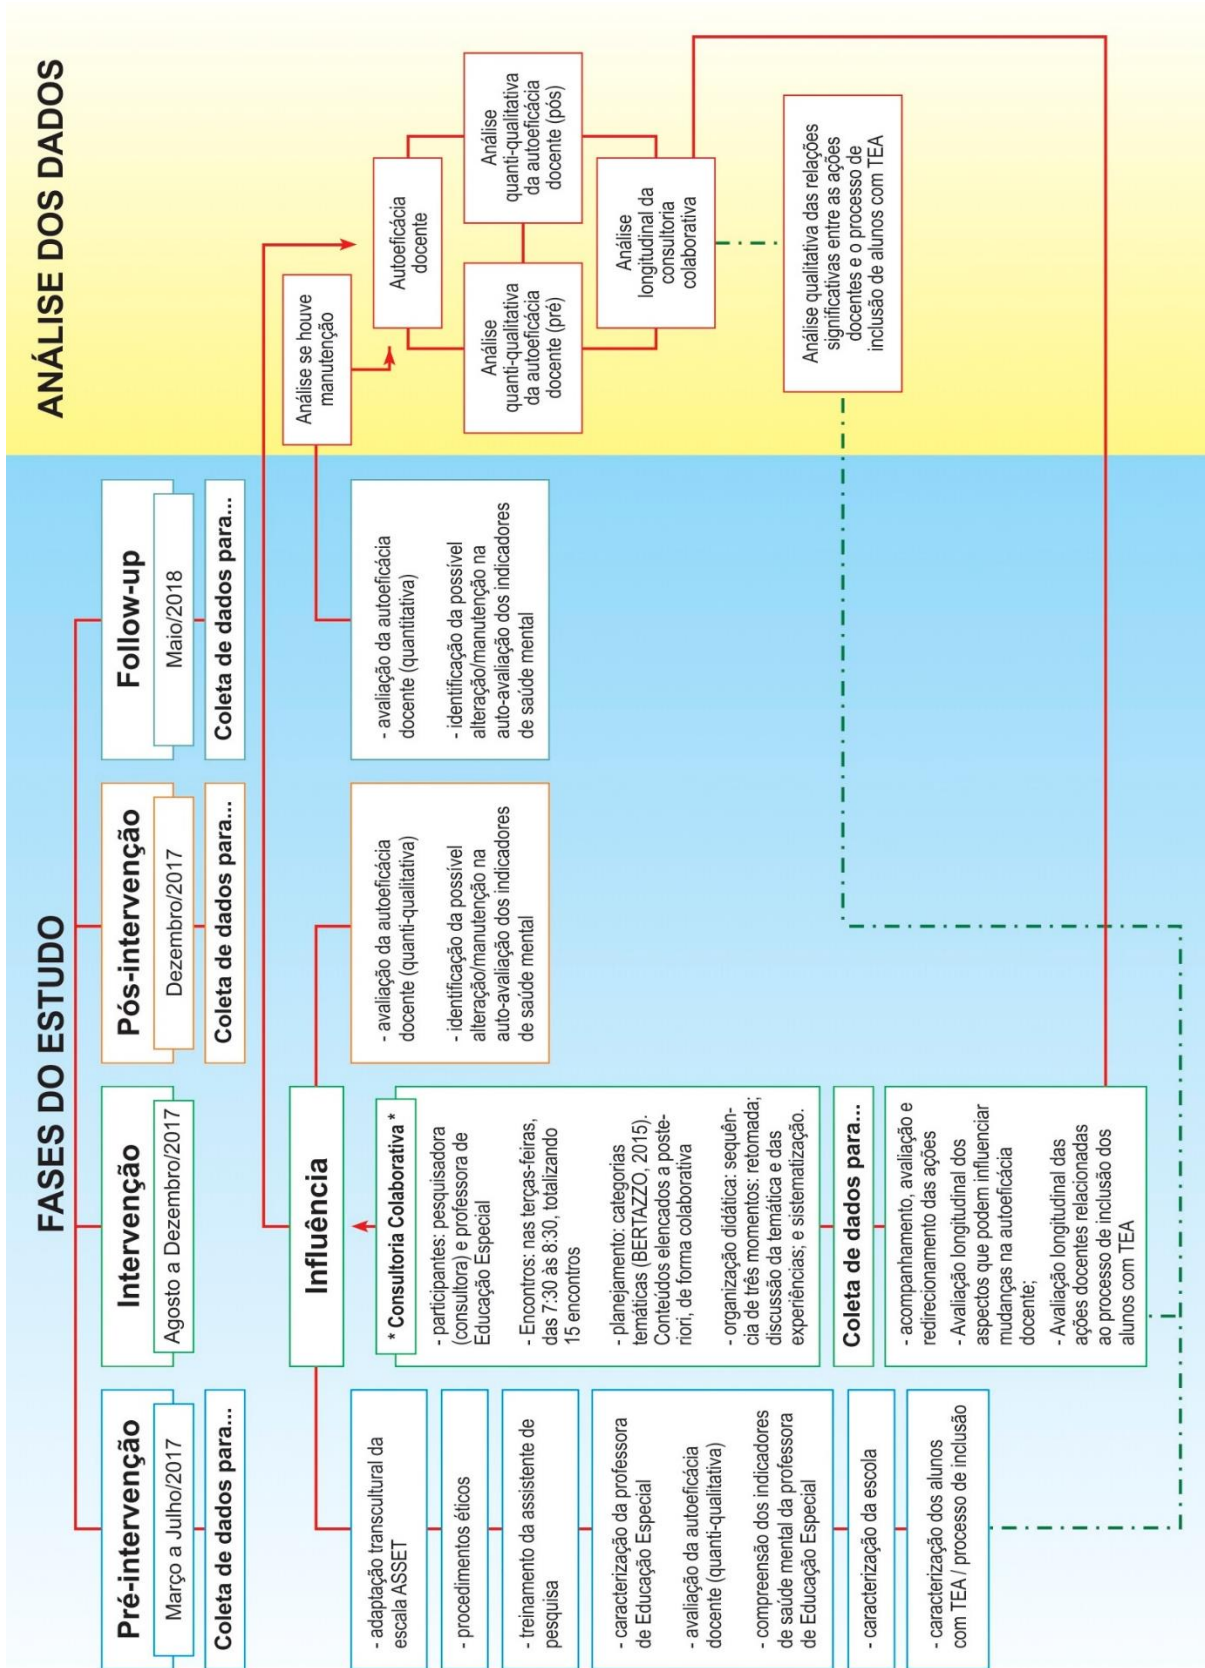 FASES DO ESTUDO
Pré-intervenção
Março a Julho/2017
Coleta de dados para...
- adaptação transcultural da
escala ASSET
- procedimentos éticos
- treinamento da assistente de
pesquisa
- caracterização da professora
de Educação Especial
- avaliação da autoeficácia
docente (quanti-qualitativa)
- compreensão dos indicadores
de saúde mental da professora
de Educação Especial
- caracterização da escola
- caracterização dos alunos
com TEA / processo de inclusão
Intervenção
Agosto a Dezembro/2017
Influência
* Consultoria Colaborativa *
- participantes: pesquisadora
(consultora) e professora de
Educação Especial
- Encontros: nas terças-feiras,
das 7:30 às 8:30, totalizando
15 encontros
- planejamento: categorias
temáticas (BERTAZZO, 2015).
Conteúdos elencados a poste-
riori, de forma colaborativa
- organização didática: sequên-
cia de três momentos: retomada;
discussão da temática e das
experiências; e sistematização.
Coleta de dados para...
- acompanhamento, avaliação e
redirecionamento das ações
- Avaliação longitudinal dos
aspectos que podem influenciar
mudanças na autoeficácia
docente;
- Avaliação longitudinal das
ações docentes relacionadas
ao processo de inclusão dos
alunos com TEA
Pós-intervenção
Dezembro/2017
Coleta de dados para...
- avaliação da autoeficácia
docente (quanti-qualitativa)
- identificação da possível
alteração/manutenção na
auto-avaliação dos indicadores
de saúde mental
Follow-up
Maio/2018
Coleta de dados para...
- avaliação da autoeficácia
docente (quantitativa)
- identificação da possível
alteração/manutenção na
auto-avaliação dos indicadores
de saúde mental
ANÁLISE DOS DADOS
Análise se houve
manutenção
Autoeficácia
docente
Análise
quanti-qualitativa
da autoeficácia
docente (pré)
Análise
quanti-qualitativa
da autoeficácia
docente (pós)
Análise
longitudinal da
consultoria
colaborativa
Análise qualitativa das relações
significativas entre as ações
docentes e o processo de
inclusão de alunos com TEA